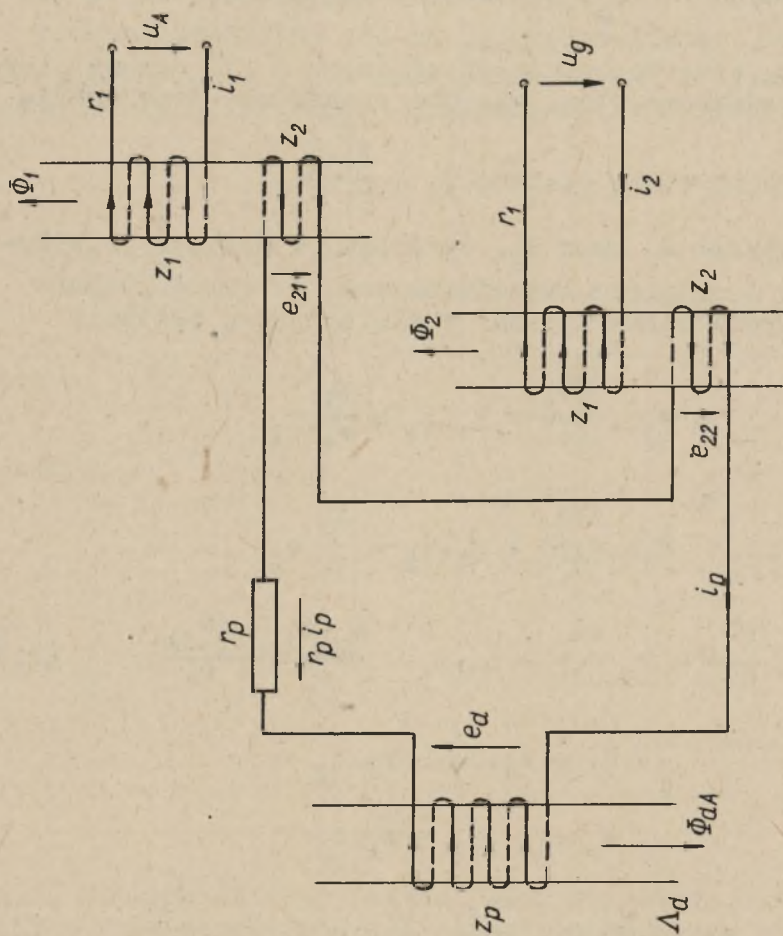 u_A
r_1
i_1
Φ_1
z_1
z_2
e_21
u_g
r_1
i_2
Φ_2
z_1
z_2
e_22
r_p
r_p i_p
i_p
e_d
z_p
Φ_dA
Λ_d